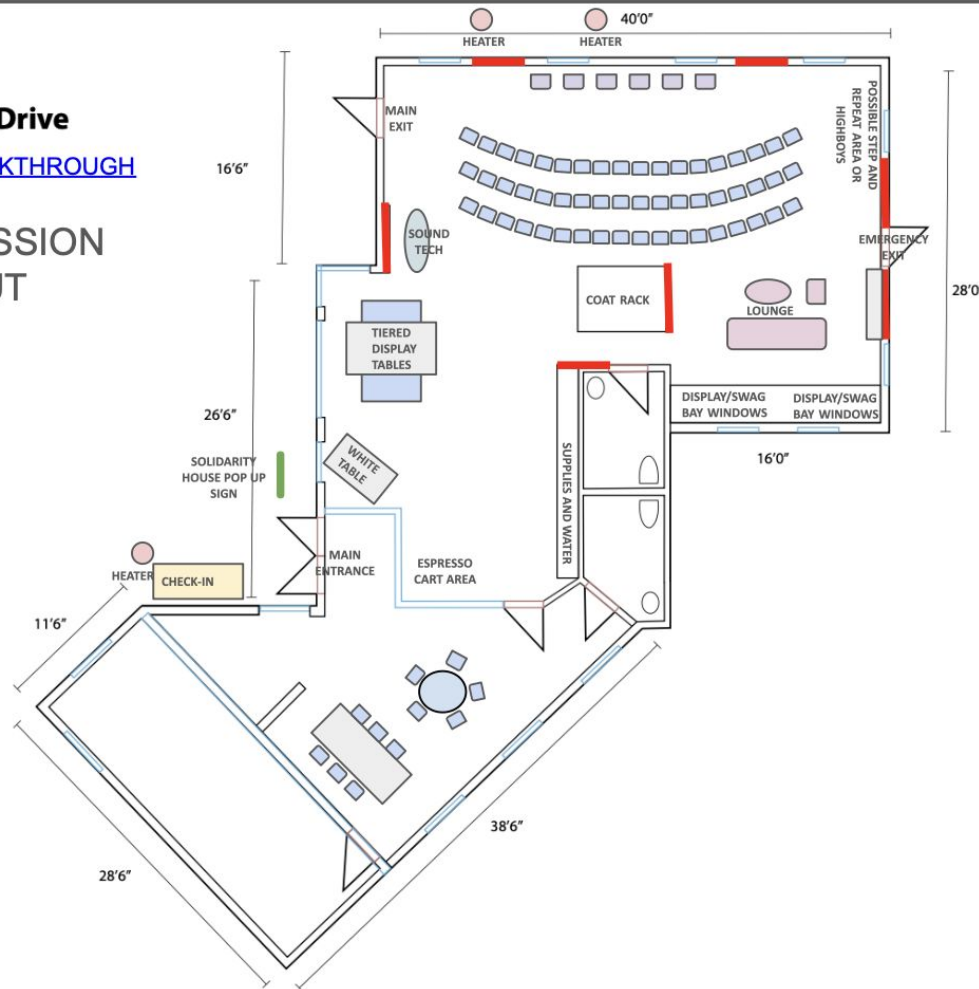 40'0"
HEATER
HEATER
Drive
KTHROUGH
SSION
UT
16'6"
MAIN
EXIT
POSSIBLE STEP AND
REPEAT AREA OR
HIGHBOYS
SOUND
TECH
EMERGENCY
EXIT
COAT RACK
LOUNGE
28'0
TIERED
DISPLAY
TABLES
26'6"
DISPLAY/SWAG
BAY WINDOWS
DISPLAY/SWAG
BAY WINDOWS
16'0"
SOLIDARITY
HOUSE POP UP
SIGN
WHITE
TABLE
SUPPLIES AND WATER
MAIN
ENTRANCE
ESPRESSO
CART AREA
HEATER
CHECK-IN
11'6"
38'6"
28'6"